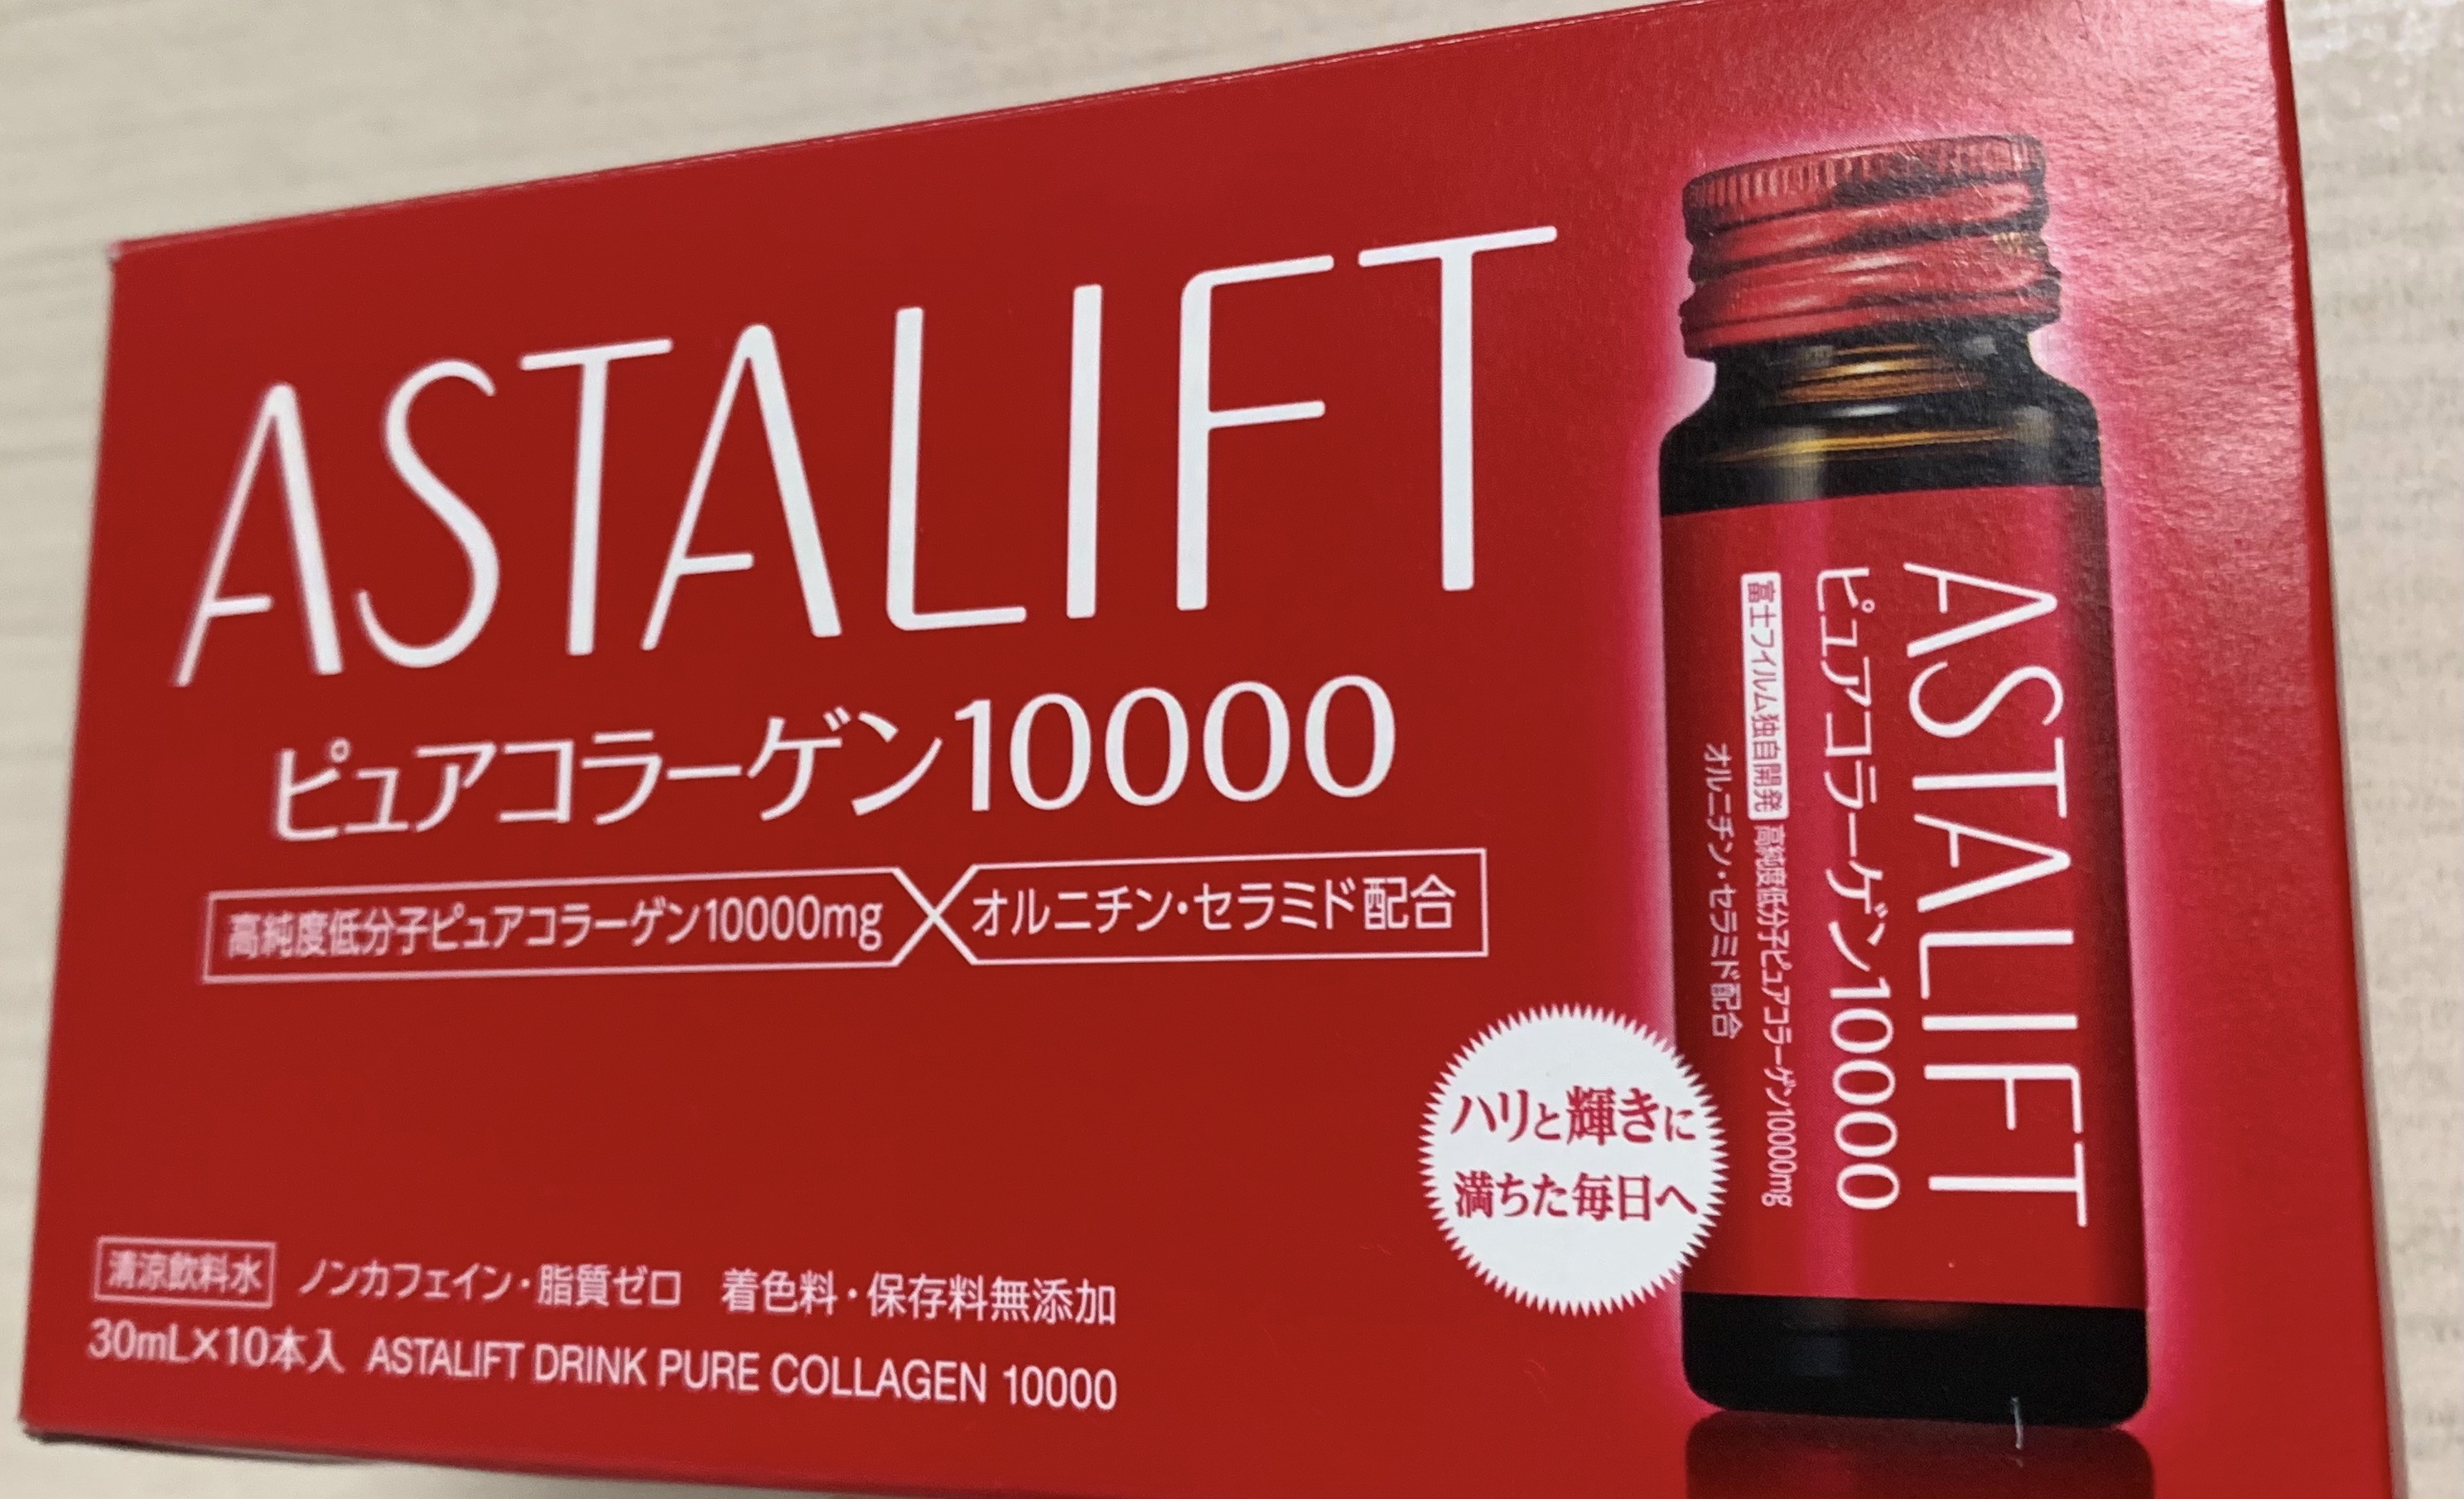 ASTALIFT
ピュアコラーゲン10000
高純度低分子ピュアコラーゲン10000mg×オルニチン・セラミド配合
ハリと輝きに
満ちた毎日へ
清涼飲料水 ノンカフェイン・脂質ゼロ 着色料・保存料無添加
30mL×10本入 ASTALIFT DRINK PURE COLLAGEN 10000
ASTALIFT
ピュアコラーゲン10000
富士フイルム独自開発 高純度低分子ピュアコラーゲン10000mg
オルニチン・セラミド配合